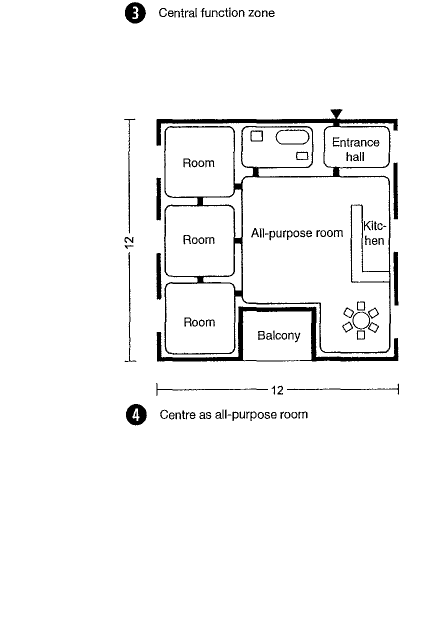 3 Central function zone
Entrance
hall
Room
Room
All-purpose room
Kitc-
hen
12
Room
Balcony
12
4 Centre as all-purpose room